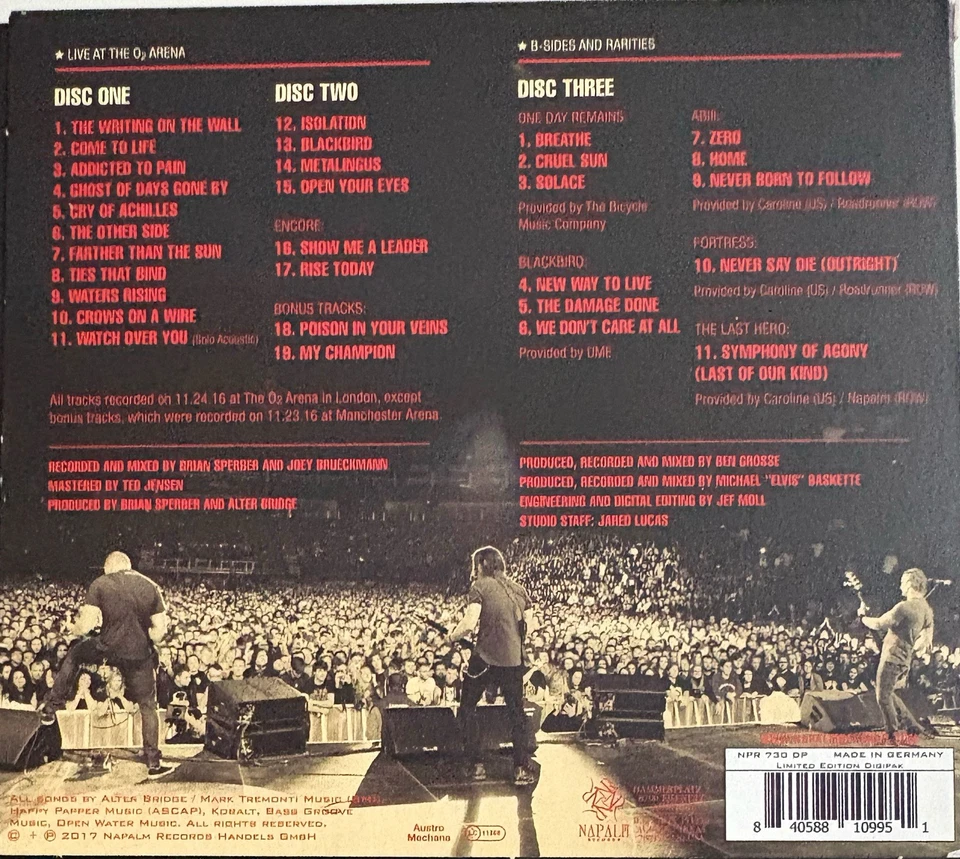 ★ LIVE AT THE O2 ARENA
DISC ONE
1. THE WRITING ON THE WALL
2. COME TO LIFE
3. ADDICTED TO PAIN
4. GHOST OF DAYS GONE BY
5. CRY OF ACHILLES
6. THE OTHER SIDE
7. FARTHER THAN THE SUN
8. TIES THAT BIND
9. WATERS RISING
10. CROWS ON A WIRE
11. WATCH OVER YOU (Solo Acoustic)
DISC TWO
12. ISOLATION
13. BLACKBIRD
14. METALINGUS
15. OPEN YOUR EYES
ENCORE:
16. SHOW ME A LEADER
17. RISE TODAY
BONUS TRACKS:
18. POISON IN YOUR VEINS
19. MY CHAMPION
All tracks recorded on 11.24.16 at The O2 Arena in London, except
bonus tracks, which were recorded on 11.23.16 at Manchester Arena.
RECORDED AND MIXED BY BRIAN SPERBER AND JOEY BRUECKMANN
MASTERED BY TED JENSEN
PRODUCED BY BRIAN SPERBER AND ALTER BRIDGE
★ B-SIDES AND RARITIES
DISC THREE
ONE DAY REMAINS
1. BREATHE
2. CRUEL SUN
3. SOLACE
Provided by The Bicycle
Music Company
BLACKBIRD:
4. NEW WAY TO LIVE
5. THE DAMAGE DONE
6. WE DON'T CARE AT ALL
Provided by UME
ABIII:
7. ZERO
8. HOME
9. NEVER BORN TO FOLLOW
Provided by Caroline (US) / Roadrunner (ROW)
FORTRESS:
10. NEVER SAY DIE (OUTRIGHT)
Provided by Caroline (US) / Roadrunner (ROW)
THE LAST HERO:
11. SYMPHONY OF AGONY
(LAST OF OUR KIND)
Provided by Caroline (US) / Napalm (ROW)
PRODUCED, RECORDED AND MIXED BY BEN GROSSE
PRODUCED, RECORDED AND MIXED BY MICHAEL "ELVIS" BASKETTE
ENGINEERING AND DIGITAL EDITING BY JEF MOLL
STUDIO STAFF: JARED LUCAS
ALL SONGS BY ALTER BRIDGE / MARK TREMONTI MUSIC (BMI),
HAPPY PAPPER MUSIC (ASCAP), KOBALT, BASS GROOVE
MUSIC, OPEN WATER MUSIC. ALL RIGHTS RESERVED.
© + ℗ 2017 NAPALM RECORDS HANDELS GMBH
Austro
Mechana
LC 11868
NAPALM
RECORDS
NPR 730 DP MADE IN GERMANY
LIMITED EDITION DIGIPAK
8 40588 10995 1